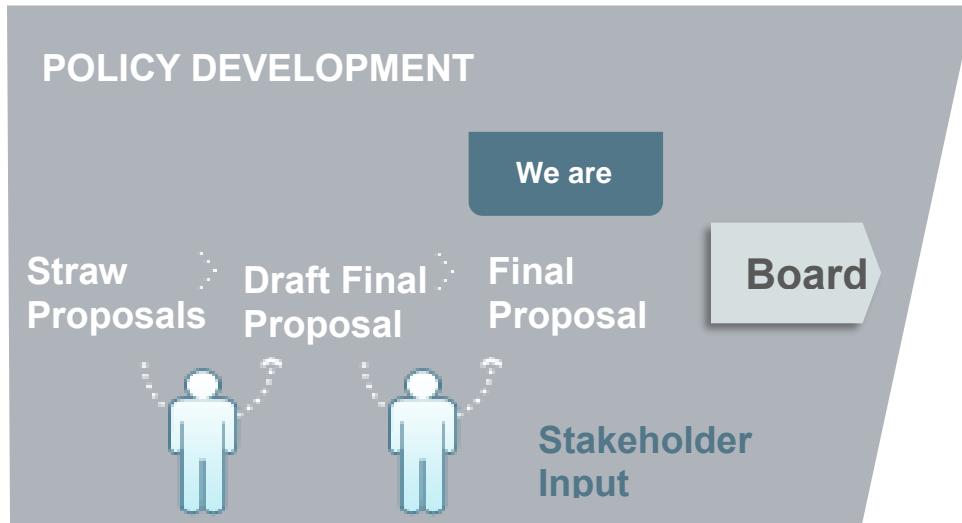 POLICY DEVELOPMENT
We are
Straw
Proposals
Draft Final
Proposal
Final
Proposal
Board
Stakeholder
Input